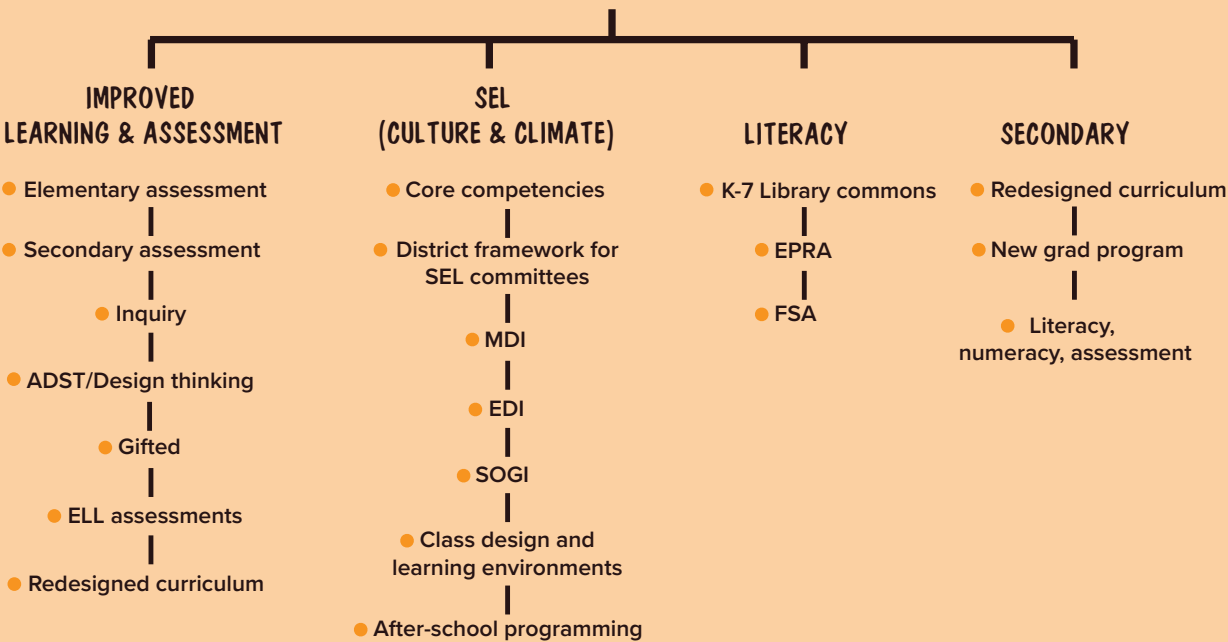 IMPROVED
LEARNING & ASSESSMENT
Elementary assessment
Secondary assessment
Inquiry
ADST/Design thinking
Gifted
ELL assessments
Redesigned curriculum
SEL
(CULTURE & CLIMATE)
Core competencies
District framework for
SEL committees
MDI
EDI
SOGI
Class design and
learning environments
After-school programming
LITERACY
K-7 Library commons
EPRA
FSA
SECONDARY
Redesigned curriculum
New grad program
Literacy,
numeracy, assessment